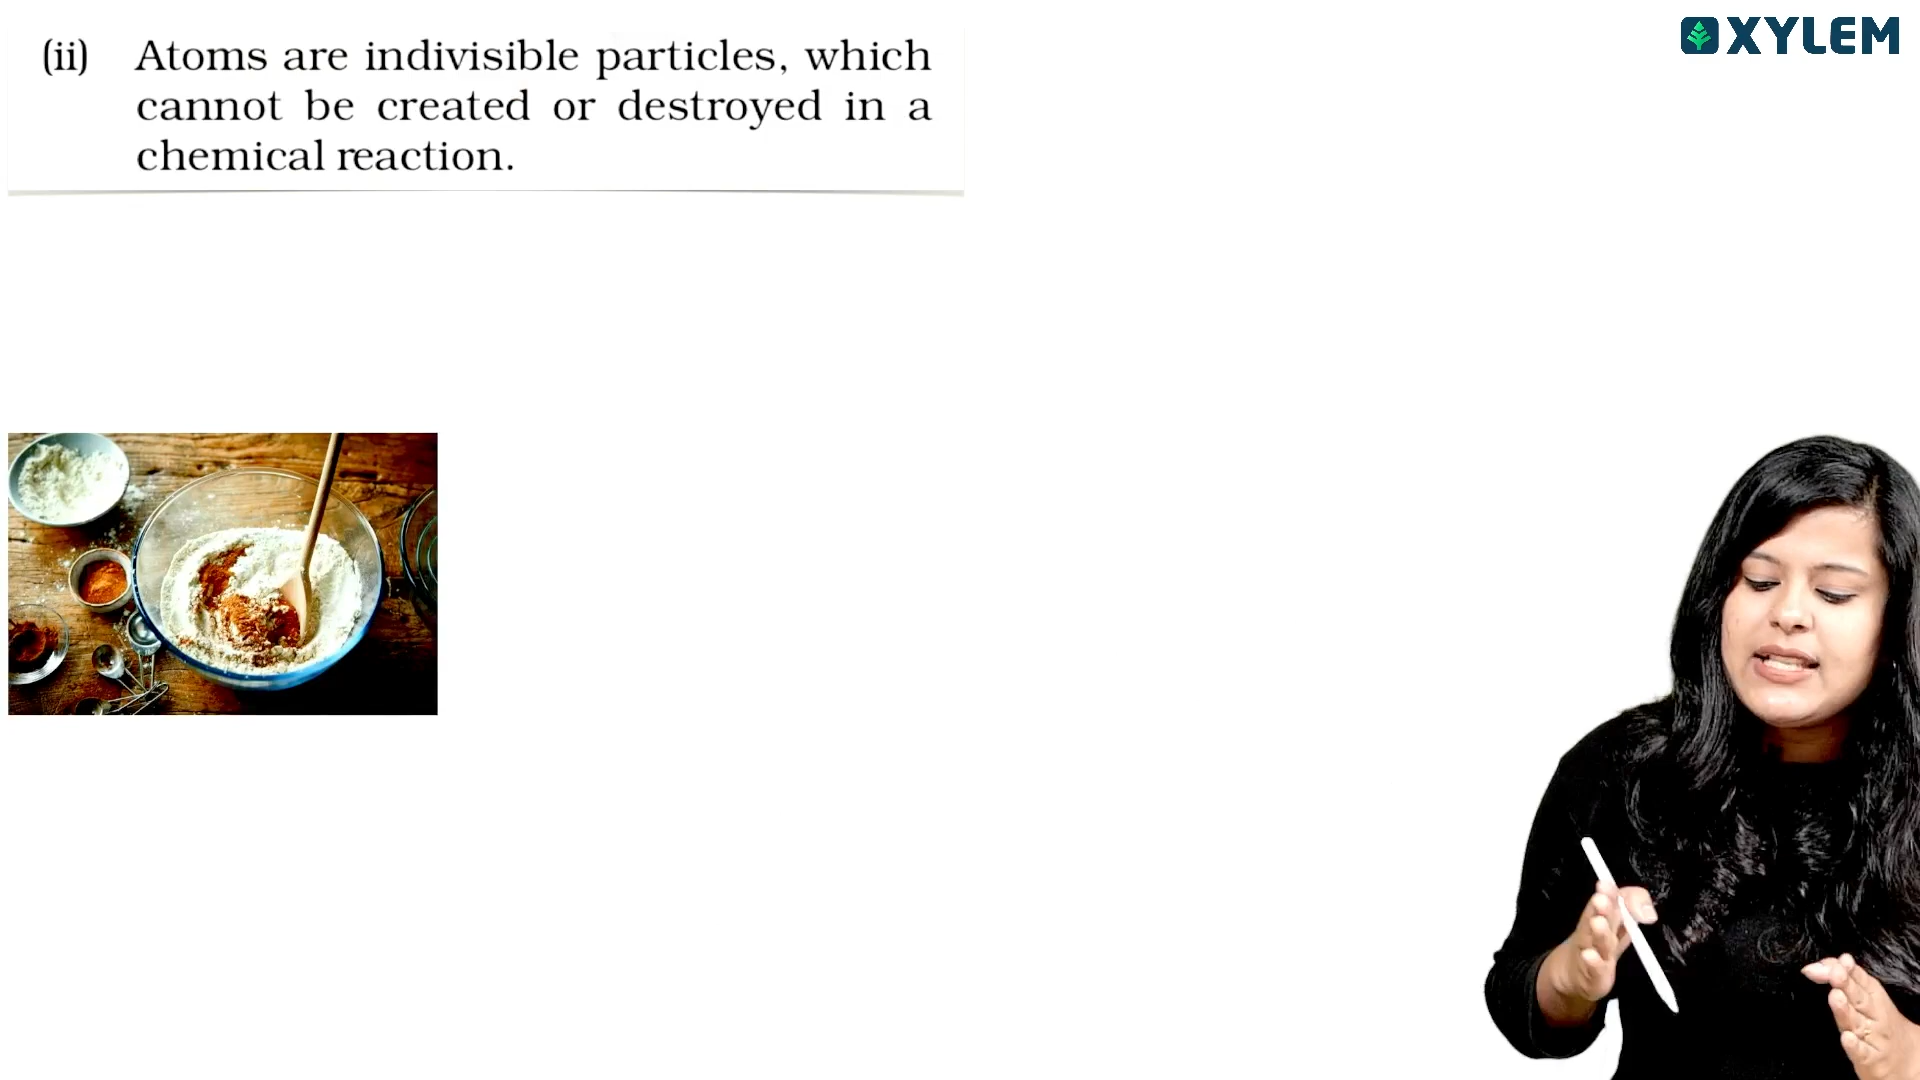 XYLEM
(ii) Atoms are indivisible particles, which
cannot be created or destroyed in a
chemical reaction.